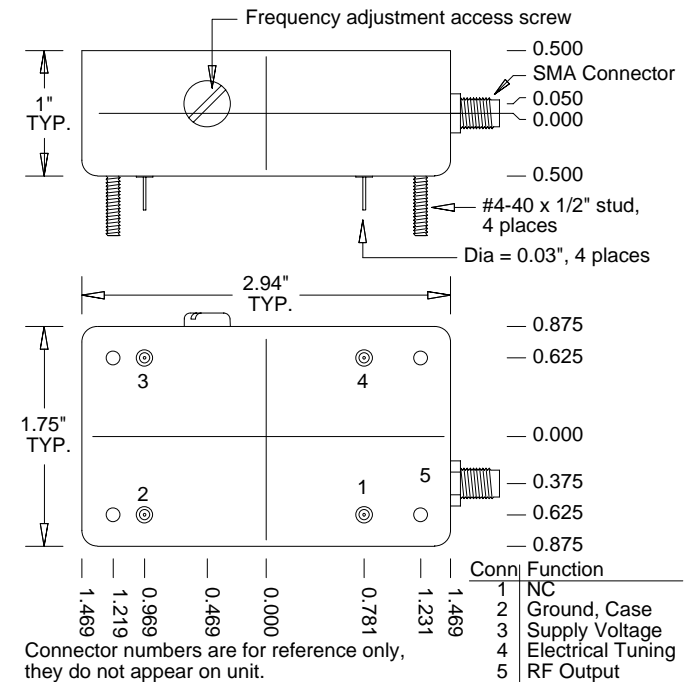 Frequency adjustment access screw
0.500
SMA Connector
0.050
0.000
1"
TYP.
0.500
#4-40 x 1/2" stud,
4 places
Dia = 0.03", 4 places
2.94"
TYP.
0.875
0.625
3
4
1.75"
TYP.
0.000
5
0.375
2
1
0.625
0.875
1.469
1.219
0.969
0.469
0.000
0.781
1.231
1.469
Conn Function
1 NC
2 Ground, Case
3 Supply Voltage
4 Electrical Tuning
5 RF Output
Connector numbers are for reference only,
they do not appear on unit.